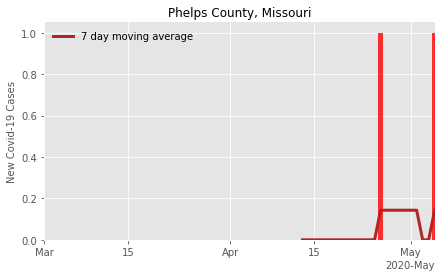 Phelps County, Missouri
7 day moving average
New Covid-19 Cases
1.0
0.8
0.6
0.4
0.2
0.0
Mar 15 Apr 15 May
2020-May